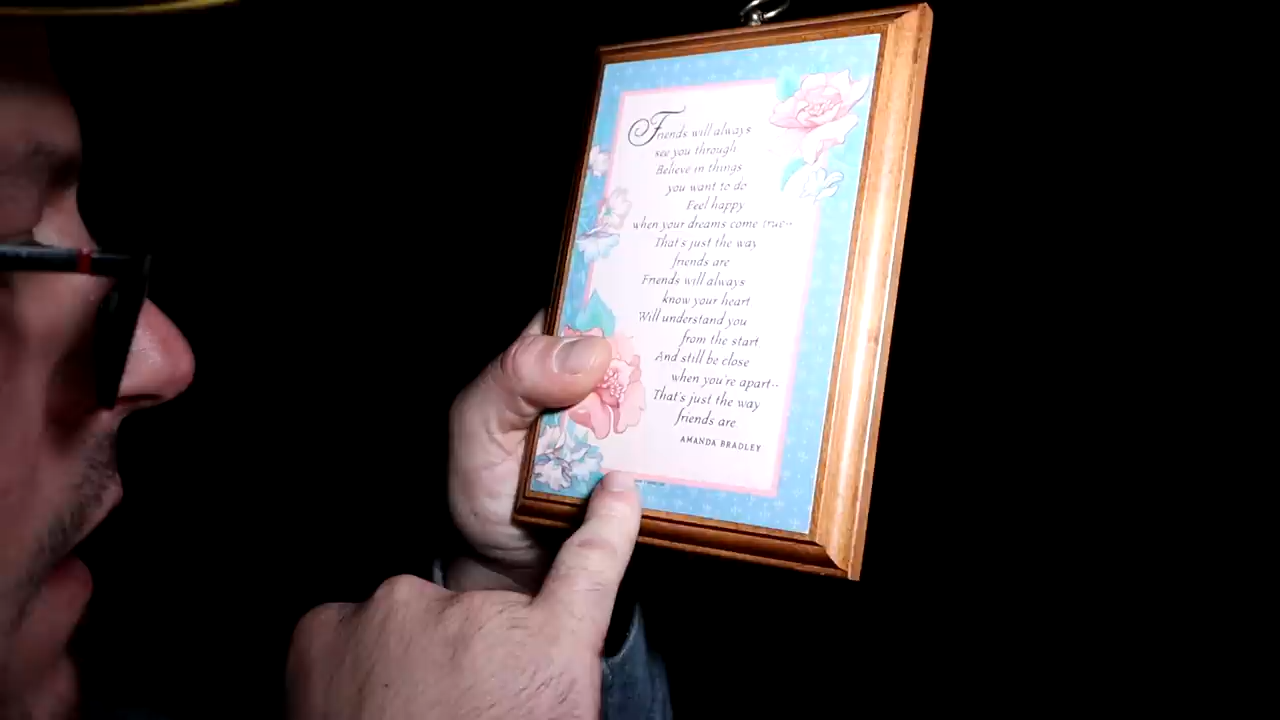 Friends will always
see you through
Believe in things
you want to do
Feel happy
when your dreams come true--
That's just the way
friends are
Friends will always
know your heart
Will understand you
from the start
And still be close
when you're apart--
That's just the way
friends are.
AMANDA BRADLEY